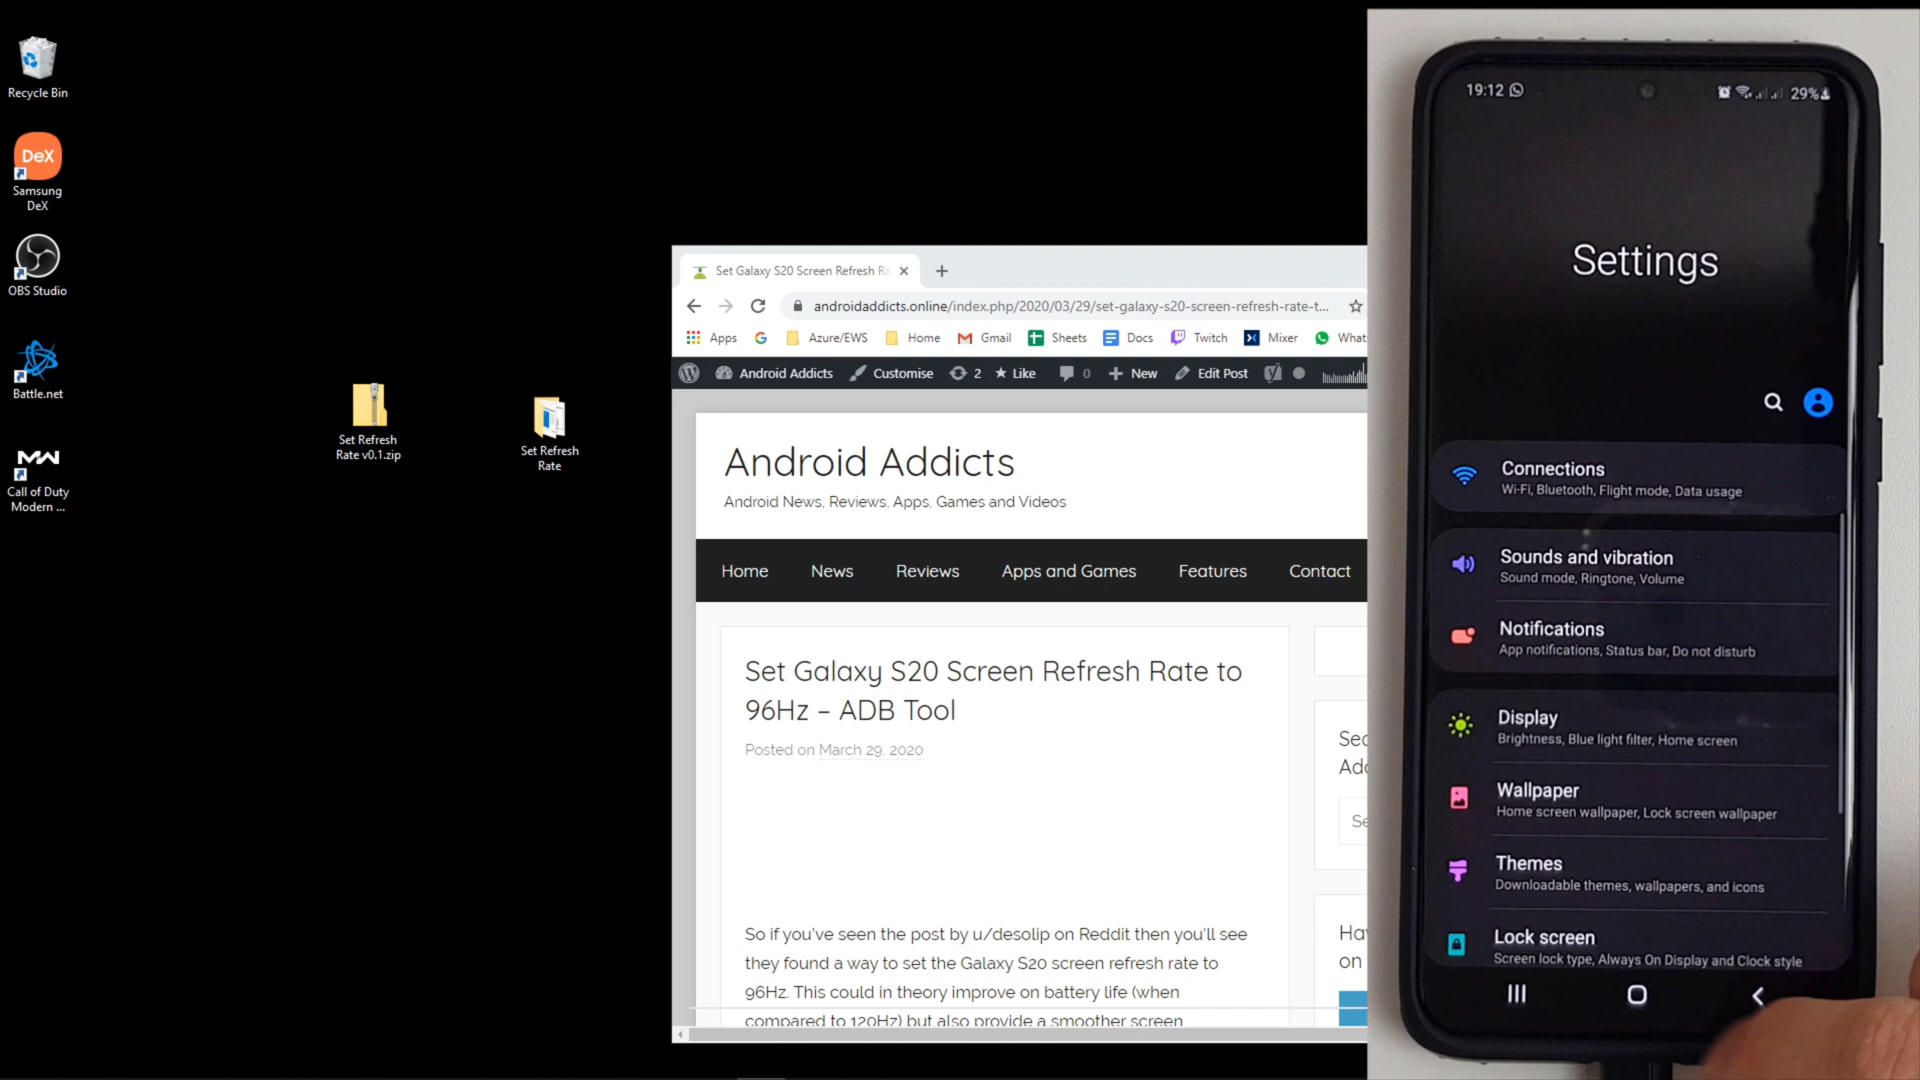 Recycle Bin
DeX
Samsung
DeX
OBS Studio
Battle.net
Call of Duty
Modern ...
Set Refresh
Rate v0.1.zip
Set Refresh
Rate
Set Galaxy S20 Screen Refresh Ra
androidaddicts.online/index.php/2020/03/29/set-galaxy-s20-screen-refresh-rate-t...
Apps
Azure/EWS
Home
Gmail
Sheets
Docs
Twitch
Mixer
What
Android Addicts
Customise
2
Like
0
New
Edit Post
Android Addicts
Android News, Reviews, Apps, Games and Videos
Home
News
Reviews
Apps and Games
Features
Contact
Set Galaxy S20 Screen Refresh Rate to
96Hz – ADB Tool
Posted on March 29, 2020
So if you've seen the post by u/desolip on Reddit then you'll see
they found a way to set the Galaxy S20 screen refresh rate to
96Hz. This could in theory improve on battery life (when
compared to 120Hz) but also provide a smoother screen
Se
Ha
on
19:12
29%
Settings
Connections
Wi-Fi, Bluetooth, Flight mode, Data usage
Sounds and vibration
Sound mode, Ringtone, Volume
Notifications
App notifications, Status bar, Do not disturb
Display
Brightness, Blue light filter, Home screen
Wallpaper
Home screen wallpaper, Lock screen wallpaper
Themes
Downloadable themes, wallpapers, and icons
Lock screen
Screen lock type, Always On Display and Clock style